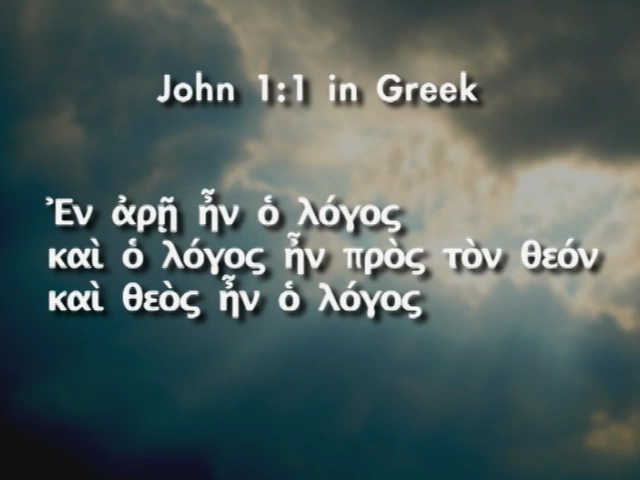 John 1:1 in Greek
Ἐν ἀρῇ ἦν ὁ λόγος
καὶ ὁ λόγος ἦν πρὸς τὸν θεόν
καὶ θεὸς ἦν ὁ λόγος